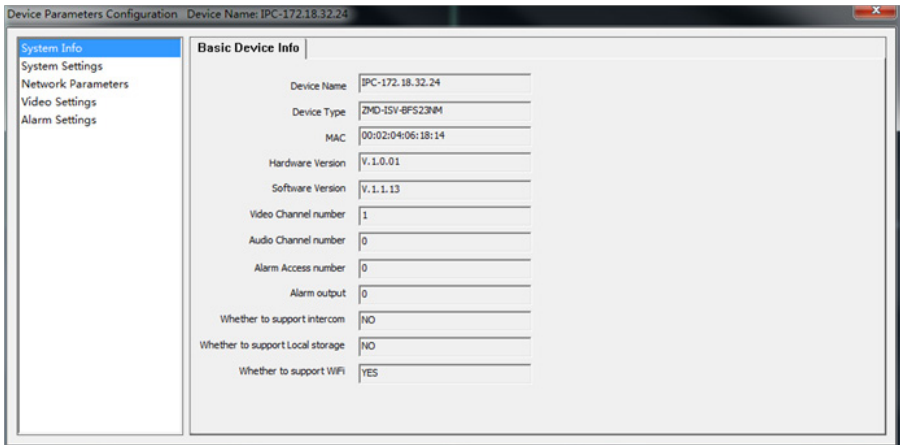 Device Parameters Configuration   Device Name: IPC-172.18.32.24
System Info
System Settings
Network Parameters
Video Settings
Alarm Settings
Basic Device Info
Device Name IPC-172.18.32.24
Device Type ZMD-ISV-BFS23NM
MAC 00:02:04:06:18:14
Hardware Version V.1.0.01
Software Version V.1.1.13
Video Channel number 1
Audio Channel number 0
Alarm Access number 0
Alarm output 0
Whether to support intercom NO
Whether to support Local storage NO
Whether to support WiFi YES